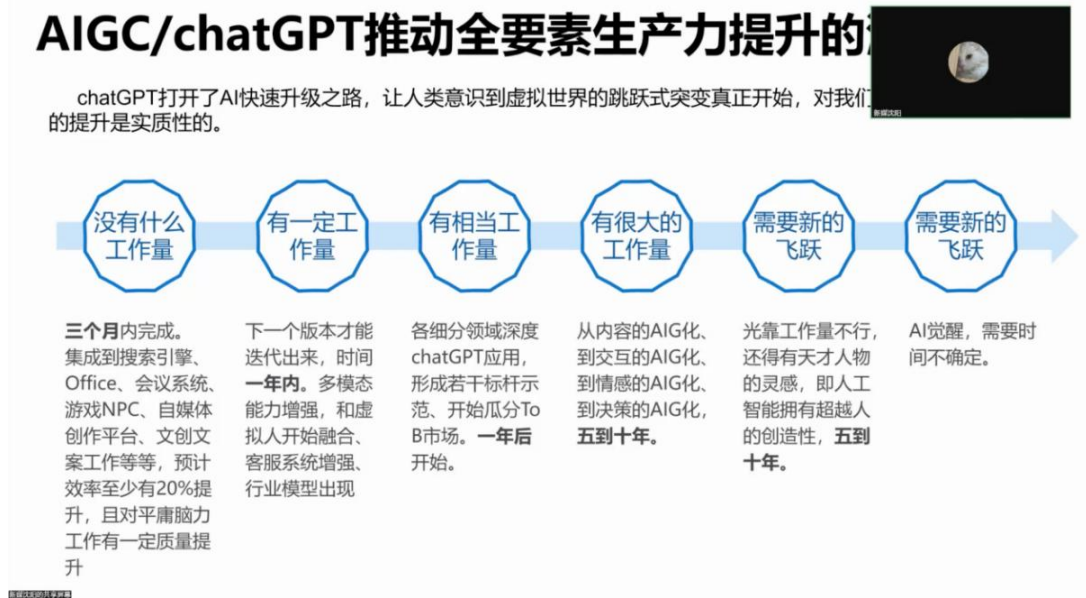 AIGC/chatGPT推动全要素生产力提升的
chatGPT打开了AI快速升级之路，让人类意识到虚拟世界的跳跃式突变真正开始，对我们
的提升是实质性的。
没有什么
工作量
有一定工
作量
有相当工
作量
有很大的
工作量
需要新的
飞跃
需要新的
飞跃
三个月内完成。
集成到搜索引擎、
Office、会议系统、
游戏NPC、自媒体
创作平台、文创文
案工作等等，预计
效率至少有20%提
升，且对平庸脑力
工作有一定质量提
升
下一个版本才能
迭代出来，时间
一年内。多模态
能力增强，和虚
拟人开始融合、
客服系统增强、
行业模型出现
各细分领域深度
chatGPT应用，
形成若干标杆示
范、开始瓜分To
B市场。一年后
开始。
从内容的AIG化、
到交互的AIG化、
到情感的AIG化、
到决策的AIG化，
五到十年。
光靠工作量不行，
还得有天才人物
的灵感，即人工
智能拥有超越人
的创造性，五到
十年。
AI觉醒，需要时
间不确定。
新媒沈阳
新媒沈阳的共享屏幕